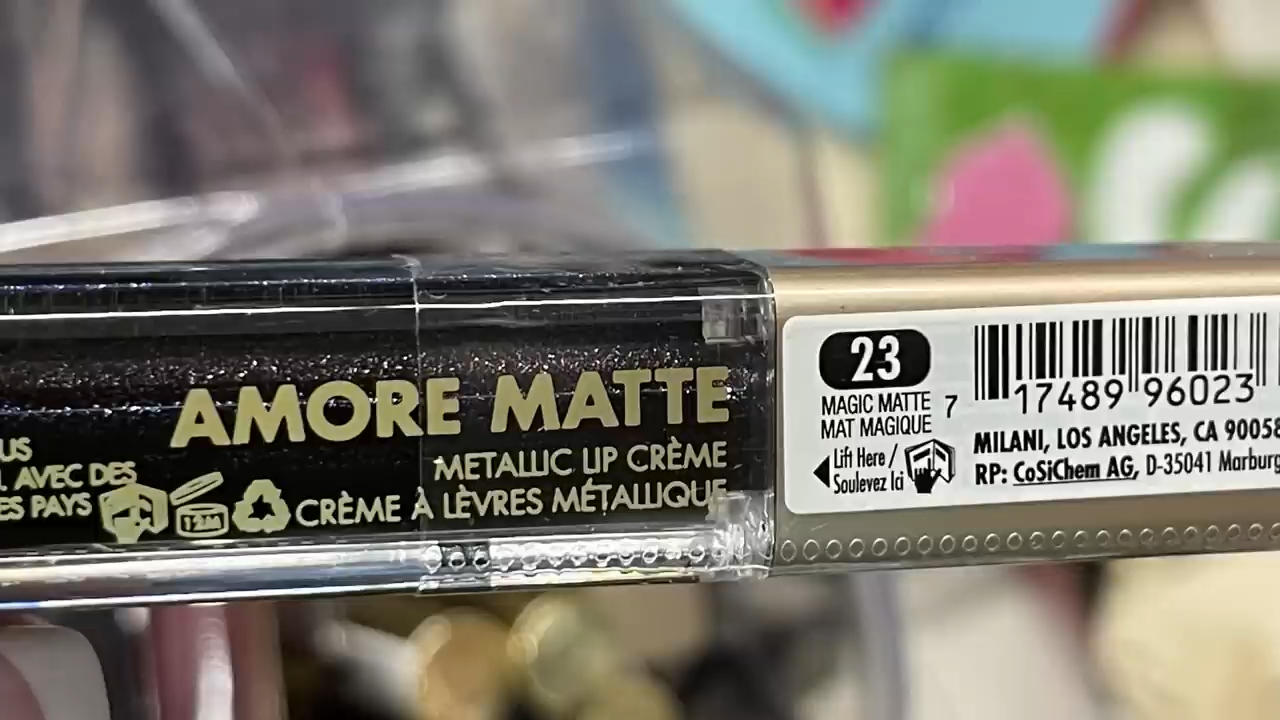 AMORE MATTE
METALLIC LIP CRÈME
CRÈME À LÈVRES MÉTALLIQUE
US
AVEC DES
ES PAYS
12M
23
MAGIC MATTE
MAT MAGIQUE
Lift Here /
Soulevez Ici
7 17489 96023
MILANI, LOS ANGELES, CA 90058
RP: CoSiChem AG, D-35041 Marburg